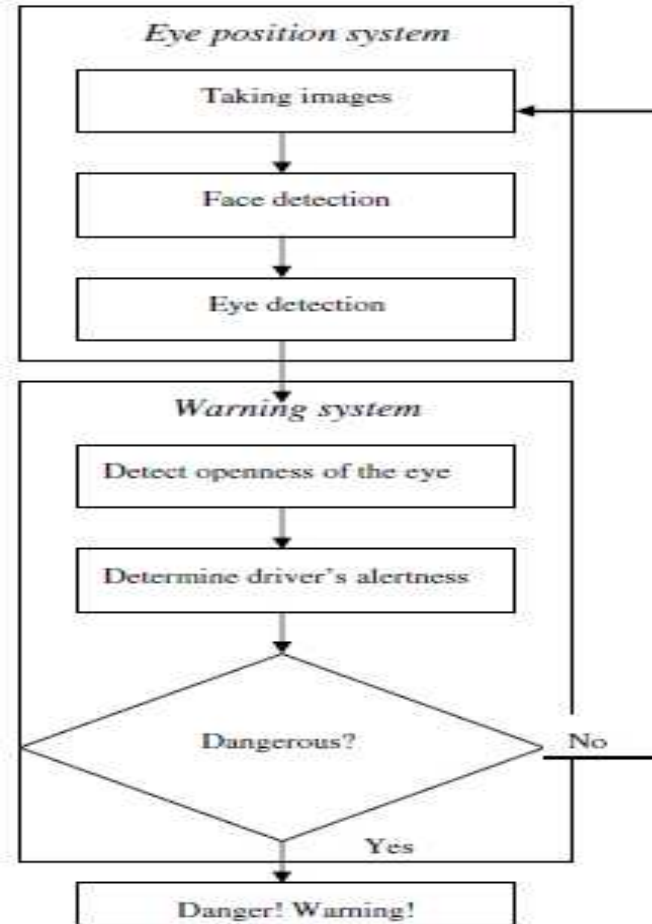 Eye position system
Taking images
Face detection
Eye detection
Warning system
Detect openness of the eye
Determine driver's alertness
Dangerous?
No
Yes
Danger! Warning!